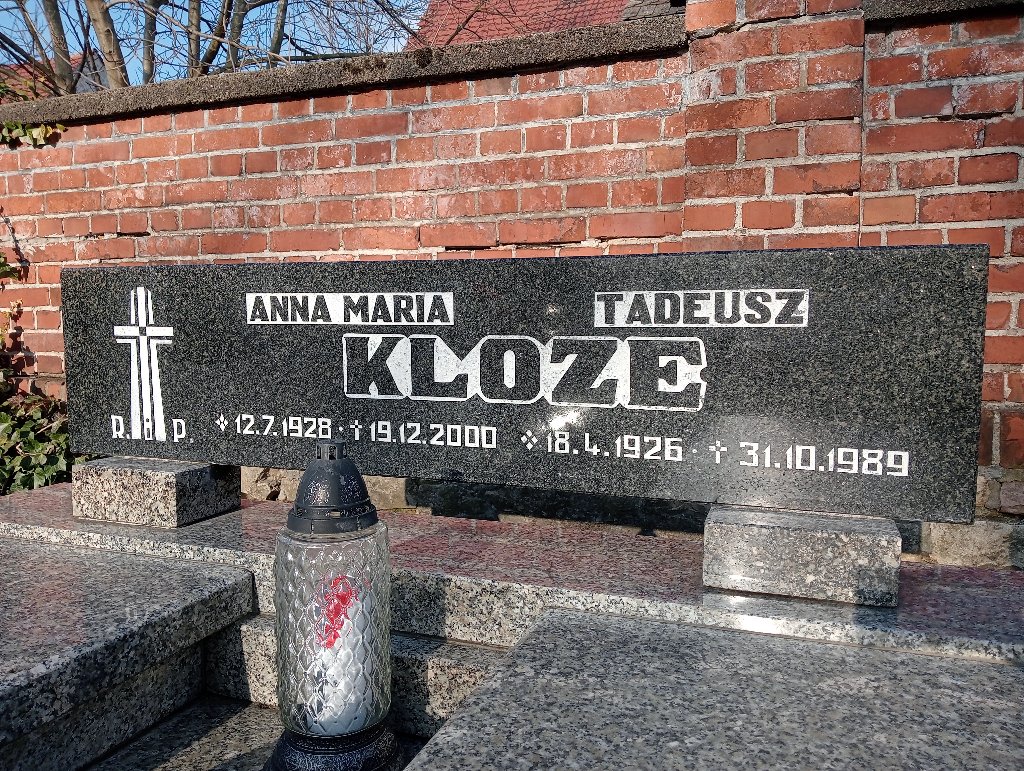 ANNA MARIA TADEUSZ
KLOZE
R. I P. 12.7.1928 · † 19.12.2000 18.4.1926 · † 31.10.1989